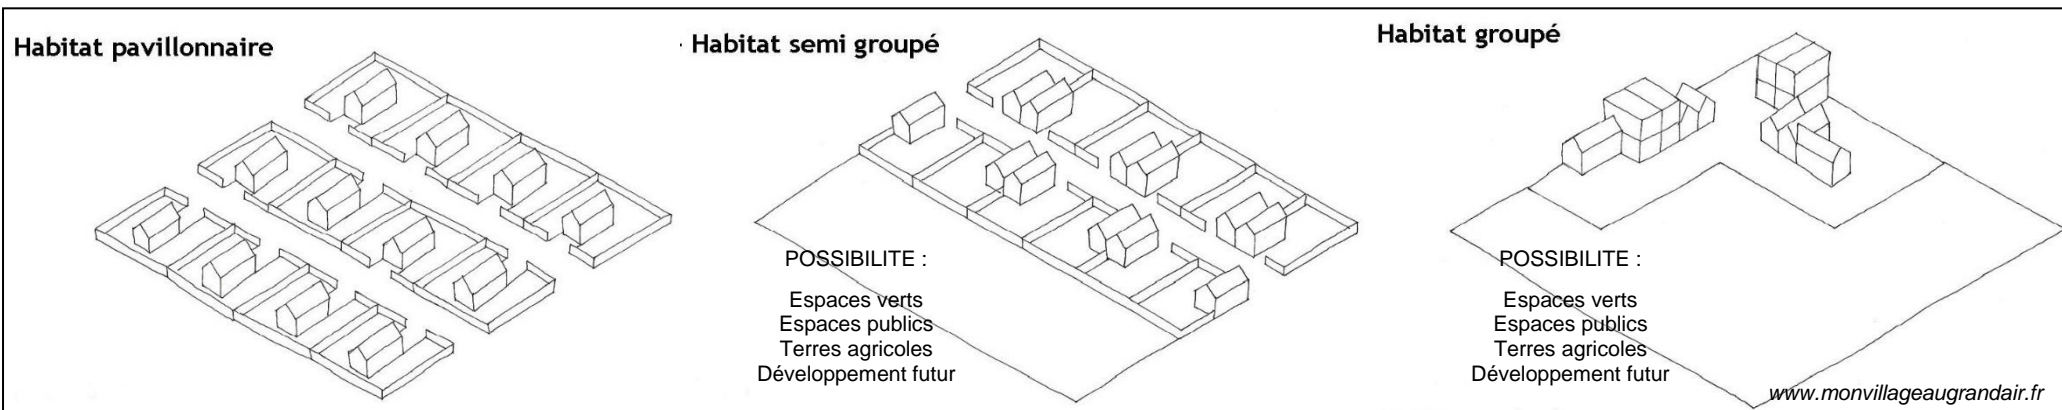 Habitat pavillonnaire
Habitat semi groupé
POSSIBILITE :
Espaces verts
Espaces publics
Terres agricoles
Développement futur
Habitat groupé
POSSIBILITE :
Espaces verts
Espaces publics
Terres agricoles
Développement futur
www.monvillageaugrandair.fr